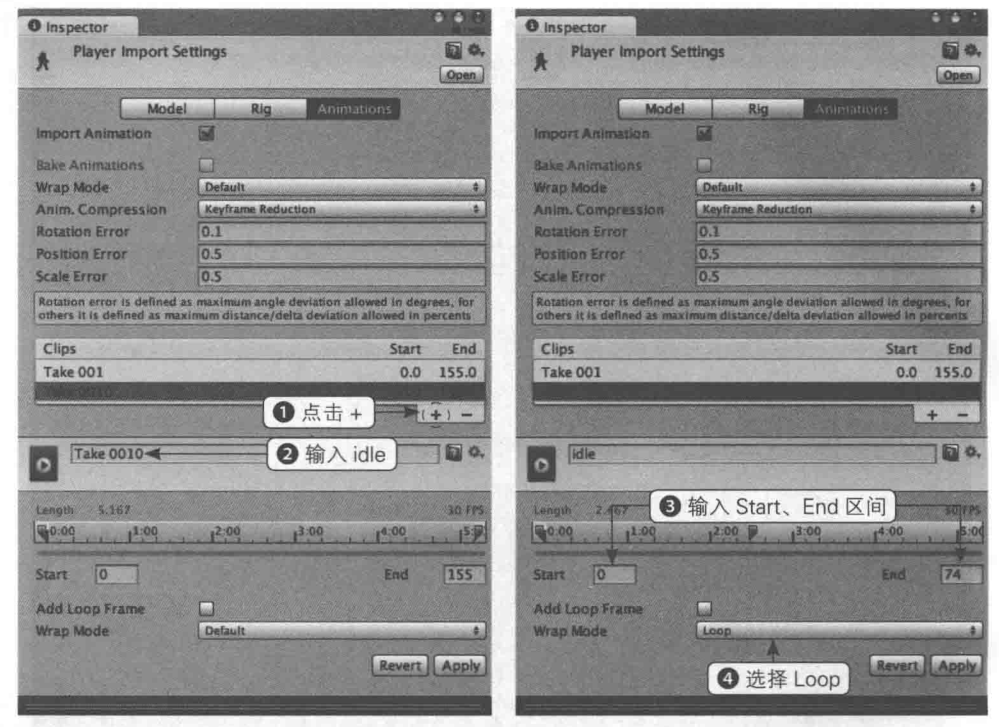 Inspector
Player Import Settings
Open
Model Rig Animations
Import Animation
Bake Animations
Wrap Mode Default
Anim. Compression Keyframe Reduction
Rotation Error 0.1
Position Error 0.5
Scale Error 0.5
Rotation error is defined as maximum angle deviation allowed in degrees, for
others it is defined as maximum distance/delta deviation allowed in percents
Clips Start End
Take 001 0.0 155.0
Take 0010
❶ 点击 +
+ −
Take 0010
❷ 输入 idle
Length 5.167 30 FPS
0:00 1:00 2:00 3:00 4:00
Start 0 End 155
Add Loop Frame
Wrap Mode Default
Revert Apply
Inspector
Player Import Settings
Open
Model Rig Animations
Import Animation
Bake Animations
Wrap Mode Default
Anim. Compression Keyframe Reduction
Rotation Error 0.1
Position Error 0.5
Scale Error 0.5
Rotation error is defined as maximum angle deviation allowed in degrees, for
others it is defined as maximum distance/delta deviation allowed in percents
Clips Start End
Take 001 0.0 155.0
+ −
idle
Length 2.467 FPS
❸ 输入 Start、End 区间
0:00 1:00 2:00 3:00 4:00 5:00
Start 0 End 74
Add Loop Frame
Wrap Mode Loop
❹ 选择 Loop
Revert Apply